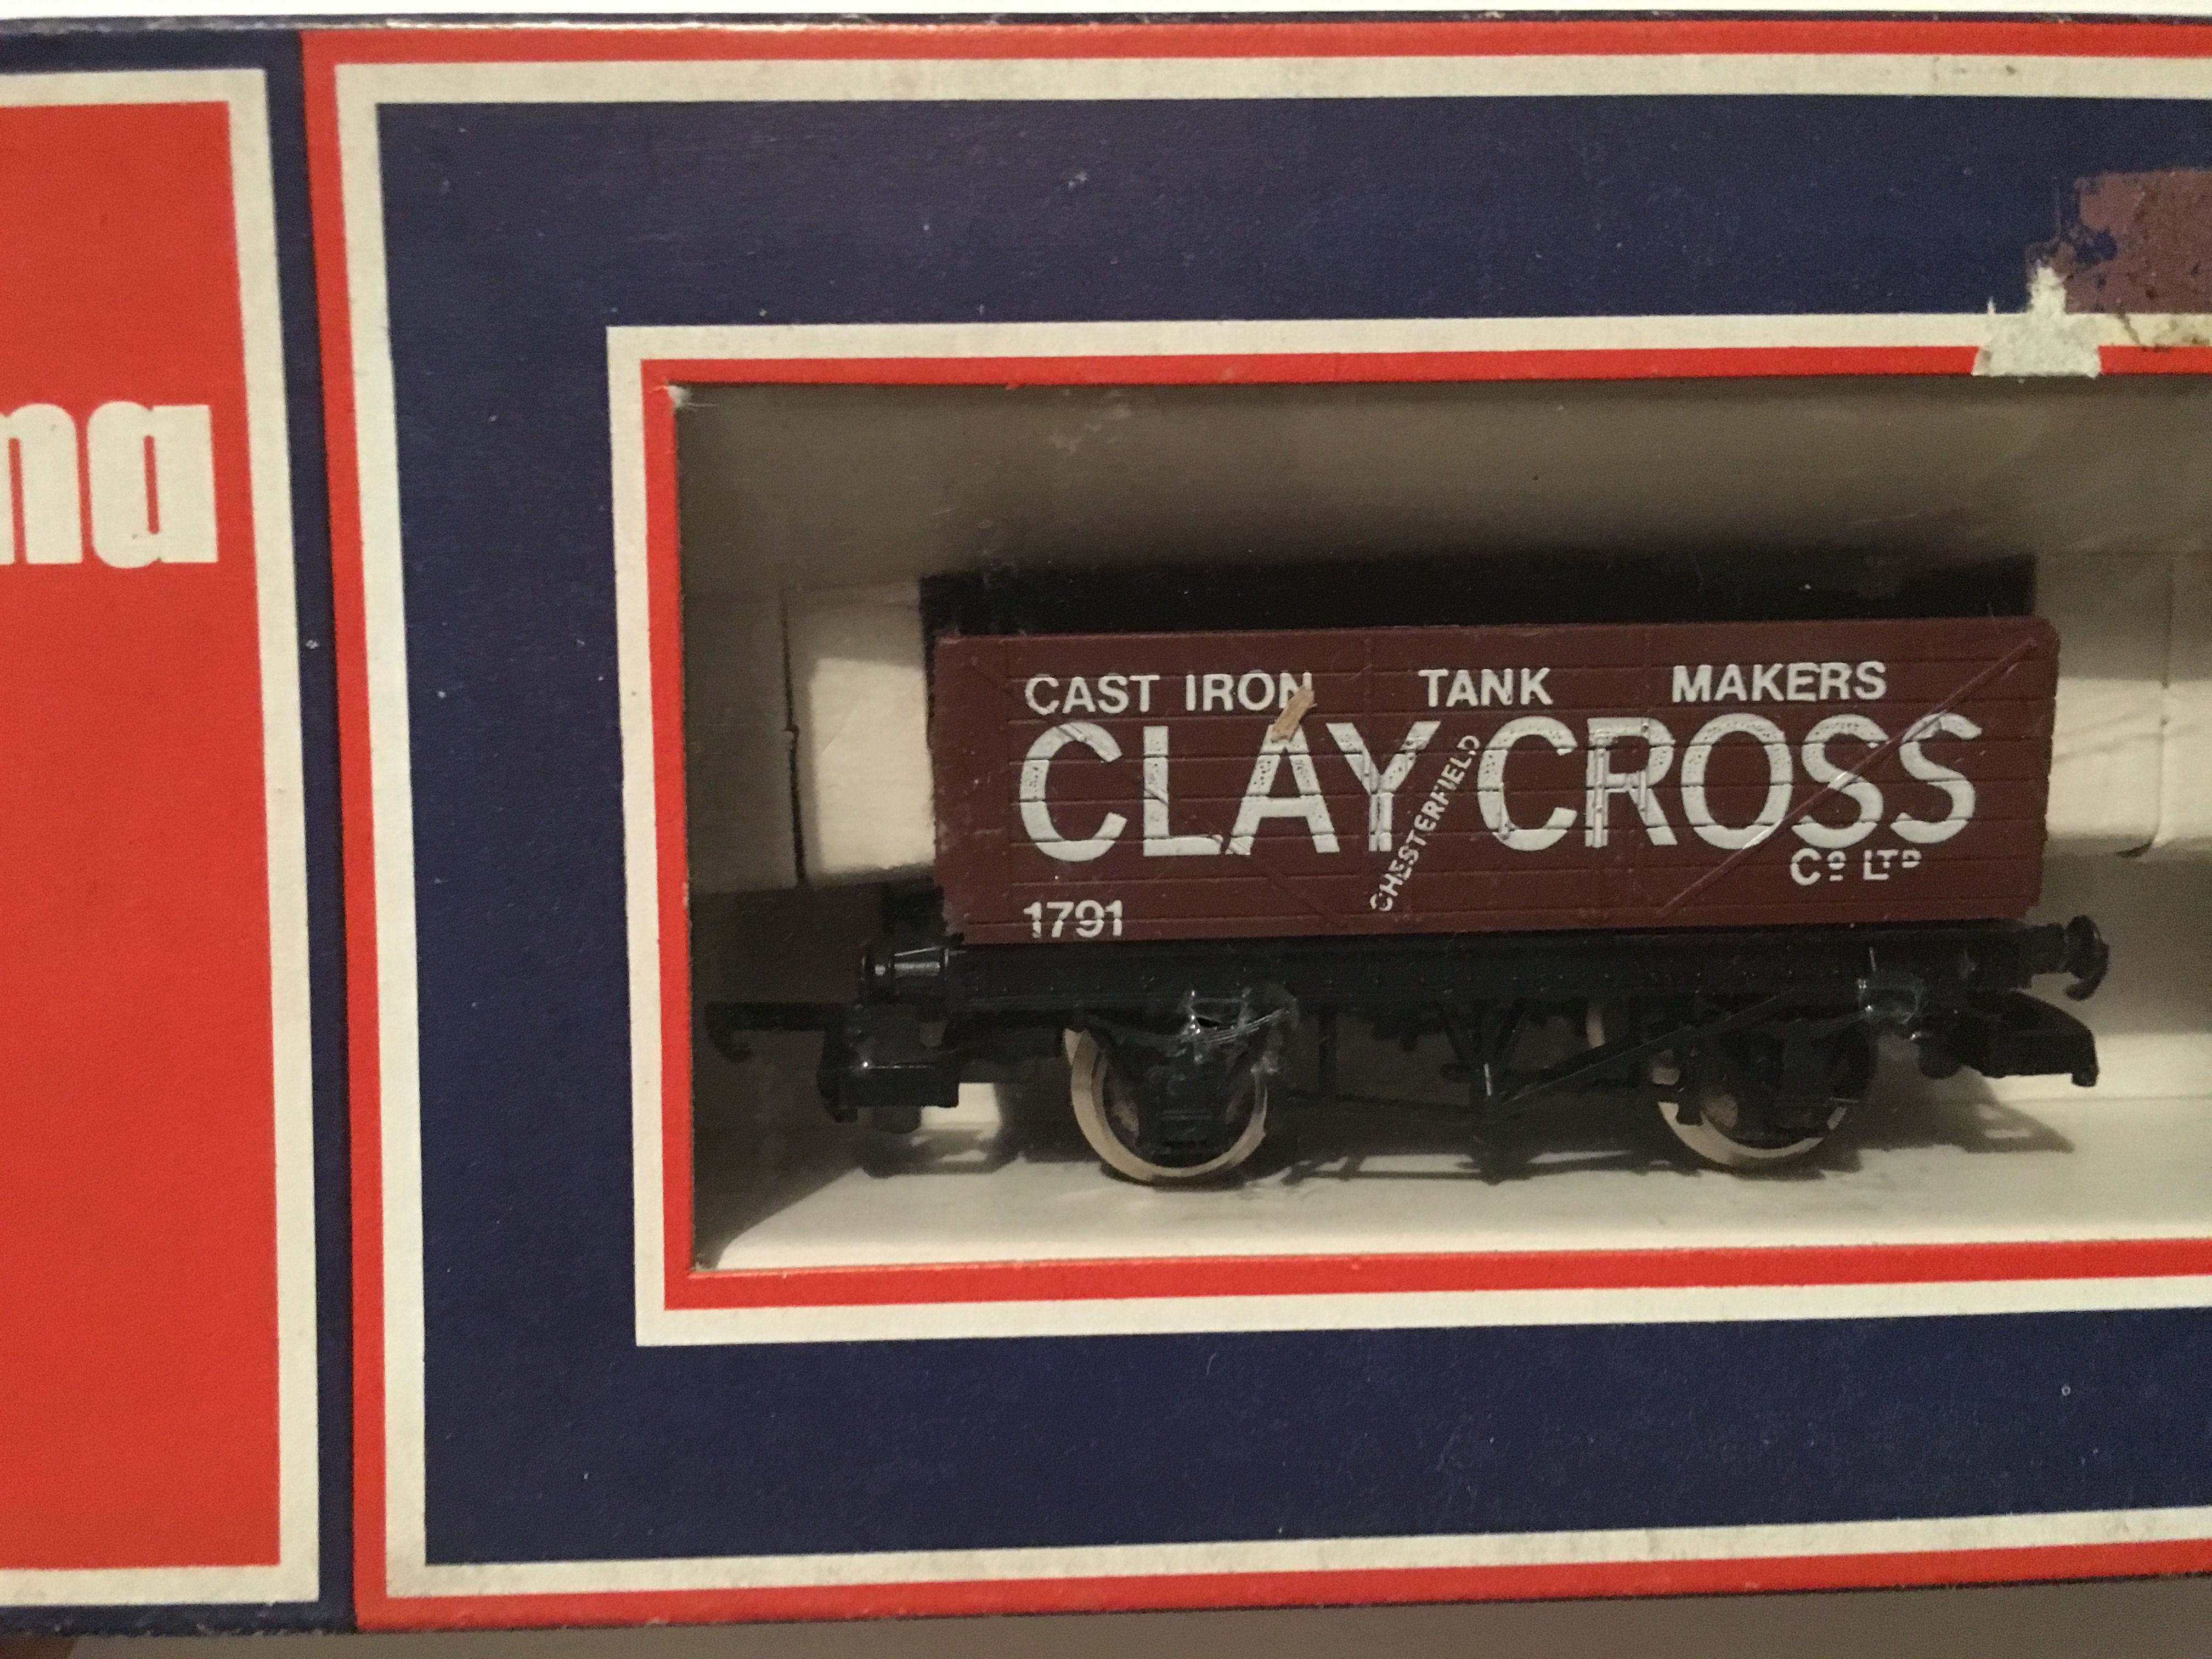 ma
CAST IRON TANK MAKERS
CLAY CROSS
CHESTERFIELD
Cº LTD
1791